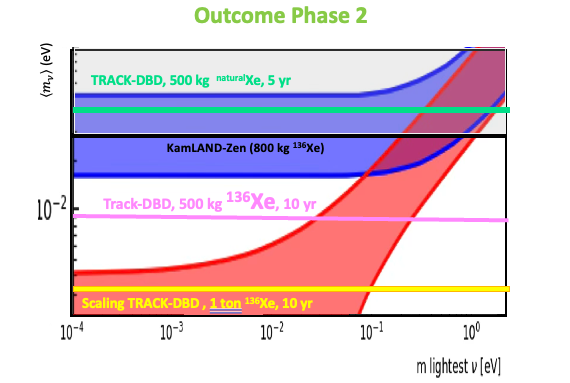 Outcome Phase 2
⟨mᵥ⟩ (eV)
TRACK-DBD, 500 kg ⁿᵃᵗᵘʳᵃˡXe, 5 yr
KamLAND-Zen (800 kg ¹³⁶Xe)
Track-DBD, 500 kg ¹³⁶Xe, 10 yr
10⁻²
Scaling TRACK-DBD , 1 ton ¹³⁶Xe, 10 yr
10⁻⁴ 10⁻³ 10⁻² 10⁻¹ 10⁰
m lightest ν [eV]